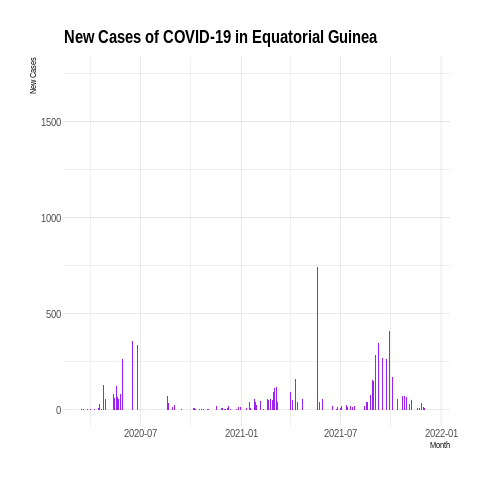 New Cases of COVID-19 in Equatorial Guinea
New Cases
1500
1000
500
0
2020-07 2021-01 2021-07 2022-01
Month